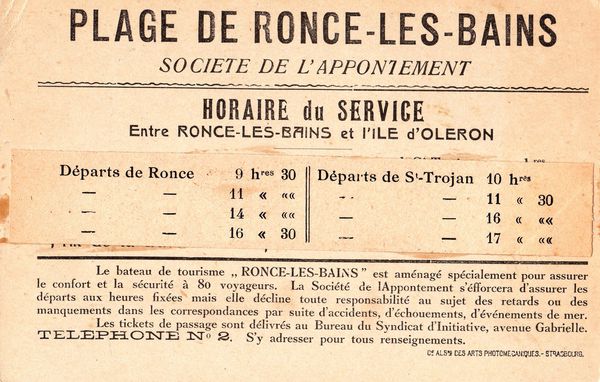 PLAGE DE RONCE-LES-BAINS
SOCIETE DE L'APPONTEMENT
HORAIRE du SERVICE
Entre RONCE-LES-BAINS et l'ILE d'OLERON
Départs de Ronce 9 hres 30
— — 11 « ««
— — 14 « ««
— — 16 « 30
Départs de St-Trojan 10 hres
— — 11 « 30
— — 16 « ««
— — 17 « ««
Le bateau de tourisme „ RONCE-LES-BAINS " est aménagé spécialement pour assurer
le confort et la sécurité à 80 voyageurs. La Société de lAppontement s'éfforcera d'assurer les
départs aux heures fixées mais elle décline toute responsabilité au sujet des retards ou des
manquements dans les correspondances par suite d'accidents, d'échouements, d'événements de mer.
Les tickets de passage sont délivrés au Bureau du Syndicat d'Initiative, avenue Gabrielle.
TELEPHONE No 2. S'y adresser pour tous renseignements.
DES ARTS PHOTOMECANIQUES.- STRASBOURG.